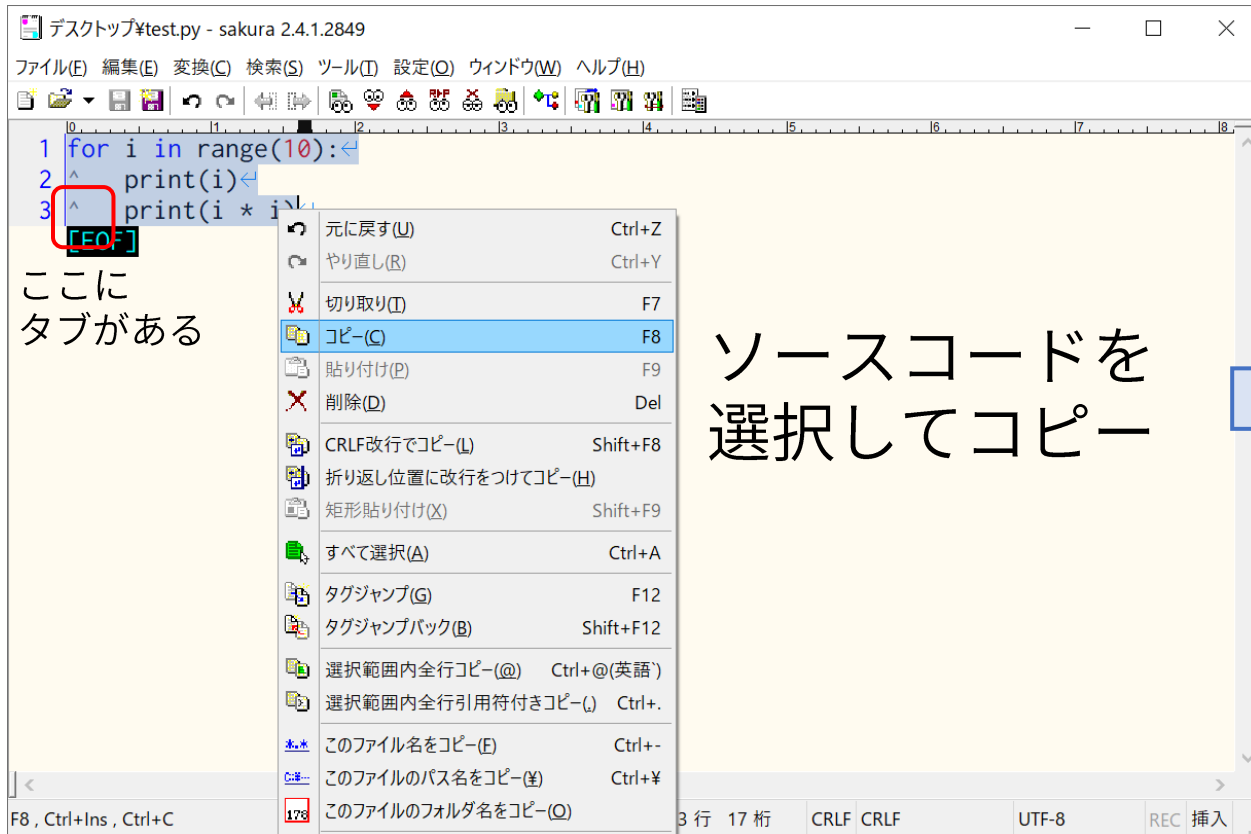 デスクトップ¥test.py - sakura 2.4.1.2849
ファイル(F) 編集(E) 変換(C) 検索(S) ツール(T) 設定(O) ウィンドウ(W) ヘルプ(H)
0 1 2 3 4 5 6 7 8
1 for i in range(10):↵
2 ^ print(i)↵
3 ^ print(i * i)↵
[EOF]
ここに
タブがある
元に戻す(U) Ctrl+Z
やり直し(R) Ctrl+Y
切り取り(T) F7
コピー(C) F8
貼り付け(P) F9
削除(D) Del
CRLF改行でコピー(L) Shift+F8
折り返し位置に改行をつけてコピー(H)
矩形貼り付け(X) Shift+F9
すべて選択(A) Ctrl+A
タグジャンプ(G) F12
タグジャンプバック(B) Shift+F12
選択範囲内全行コピー(@) Ctrl+@(英語`)
選択範囲内全行引用符付きコピー(.) Ctrl+.
このファイル名をコピー(F) Ctrl+-
このファイルのパス名をコピー(¥) Ctrl+¥
このファイルのフォルダ名をコピー(O)
ソースコードを
選択してコピー
F8 , Ctrl+Ins , Ctrl+C 3 行 17 桁 CRLF CRLF UTF-8 REC 挿入